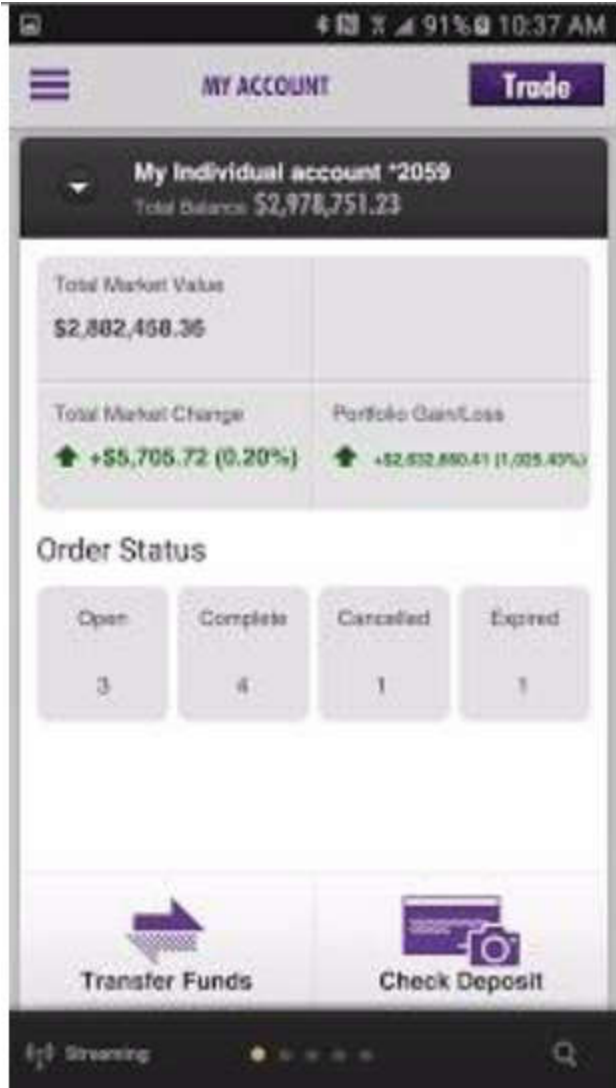 91% 10:37 AM
MY ACCOUNT
Trade
My Individual account *2059
Total Balance $2,978,751.23
Total Market Value
$2,882,458.36
Total Market Change
+$5,705.72 (0.20%)
Portfolio Gain/Loss
Order Status
Open
3
Complete
4
Cancelled
1
Expired
1
Transfer Funds
Check Deposit
Streaming